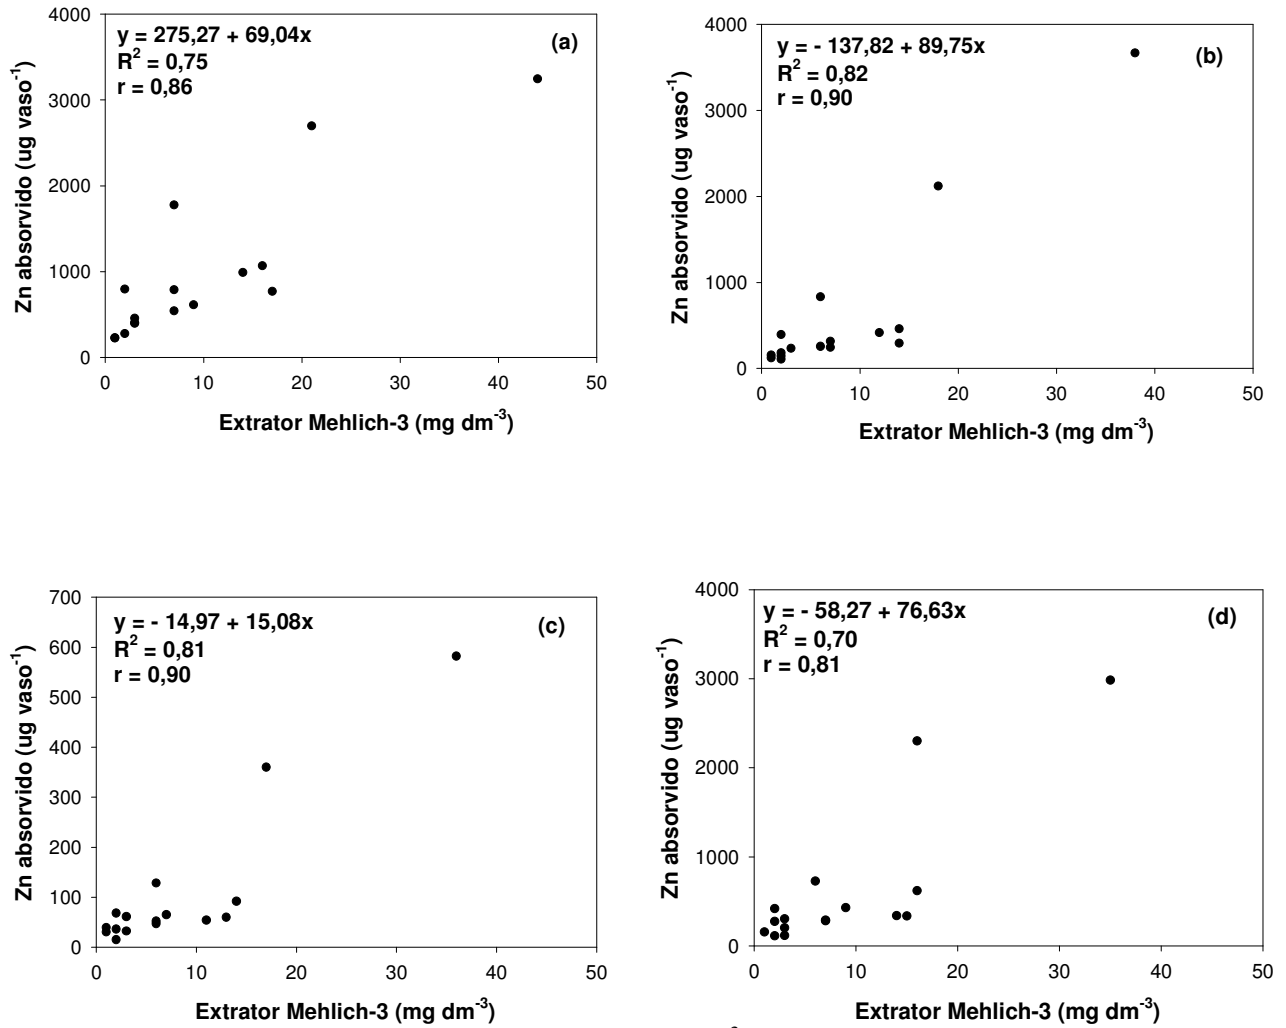 y = 275,27 + 69,04x
R² = 0,75
r = 0,86
(a)
4000
3000
2000
1000
0
0 10 20 30 40 50
Zn absorvido (ug vaso⁻¹)
Extrator Mehlich-3 (mg dm⁻³)
y = - 137,82 + 89,75x
R² = 0,82
r = 0,90
(b)
4000
3000
2000
1000
0
0 10 20 30 40 50
Zn absorvido (ug vaso⁻¹)
Extrator Mehlich-3 (mg dm⁻³)
y = - 14,97 + 15,08x
R² = 0,81
r = 0,90
(c)
700
600
500
400
300
200
100
0
0 10 20 30 40 50
Zn absorvido (ug vaso⁻¹)
Extrator Mehlich-3 (mg dm⁻³)
y = - 58,27 + 76,63x
R² = 0,70
r = 0,81
(d)
4000
3000
2000
1000
0
0 10 20 30 40 50
Zn absorvido (ug vaso⁻¹)
Extrator Mehlich-3 (mg dm⁻³)